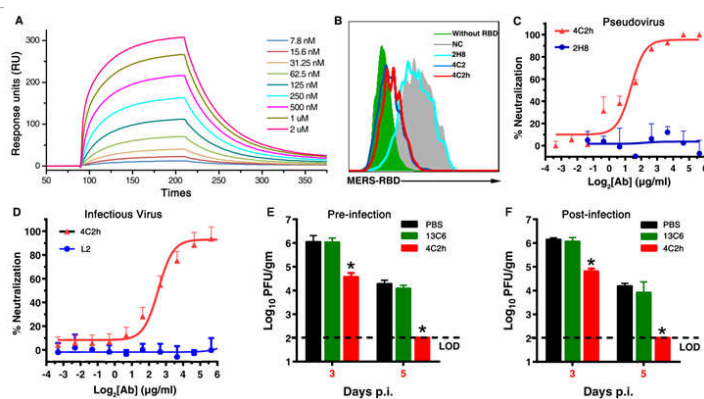 A
Response units (RU)
300
200
100
0
50 100 150 200 250 300 350
Times
7.8 nM
15.6 nM
31.25 nM
62.5 nM
125 nM
250 nM
500 nM
1 uM
2 uM
B
Without RBD
NC
2H8
4C2
4C2h
MERS-RBD
C
Pseudovirus
4C2h
2H8
% Neutralization
100
80
60
40
20
0
-4 -3 -2 -1 0 1 2 3 4 5 6
Log2[Ab] (µg/ml)
D
Infectious Virus
4C2h
L2
% Neutralization
100
80
60
40
20
0
-4 -3 -2 -1 0 1 2 3 4 5 6
Log2[Ab] (µg/ml)
E
Pre-infection
PBS
13C6
4C2h
Log10 PFU/gm
7
6
5
4
3
2
1
* *
LOD
3 5
Days p.i.
F
Post-infection
PBS
13C6
4C2h
Log10 PFU/gm
7
6
5
4
3
2
1
* *
LOD
3 5
Days p.i.